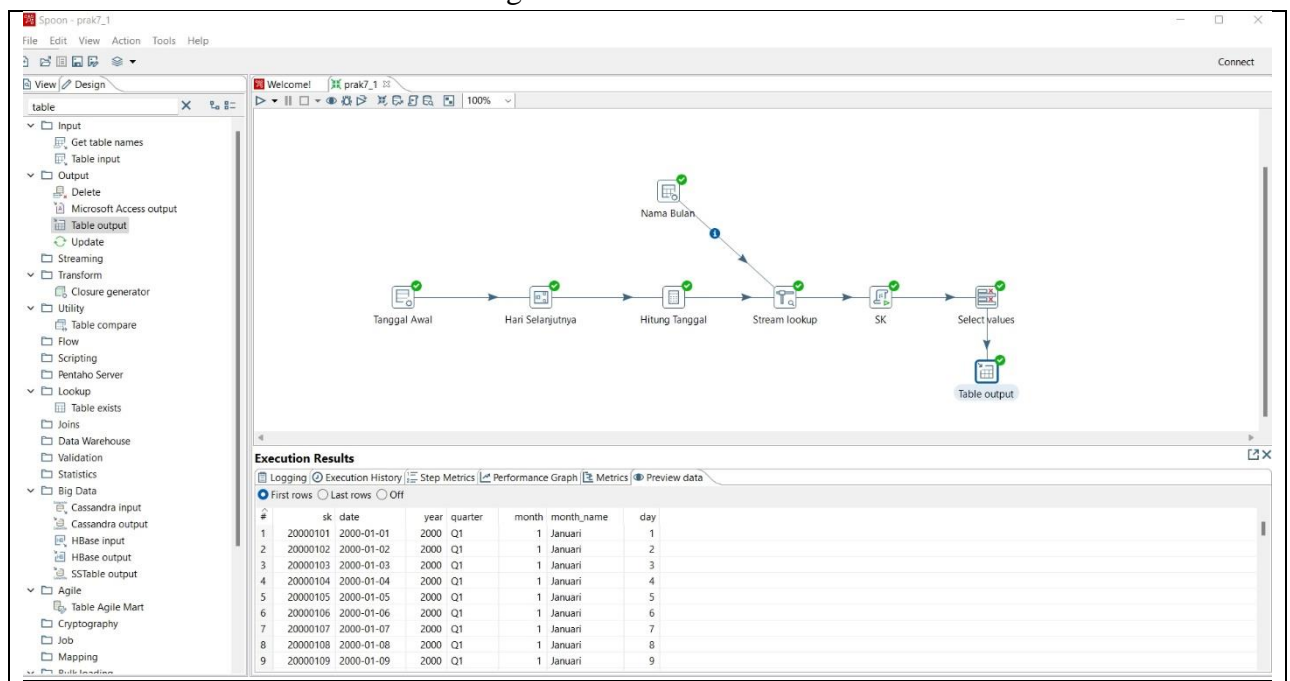 Spoon - prak7_1
File Edit View Action Tools Help
Connect
View Design
table
Input
Get table names
Table input
Output
Delete
Microsoft Access output
Table output
Update
Streaming
Transform
Closure generator
Utility
Table compare
Flow
Scripting
Pentaho Server
Lookup
Table exists
Joins
Data Warehouse
Validation
Statistics
Big Data
Cassandra input
Cassandra output
HBase input
HBase output
SSTable output
Agile
Table Agile Mart
Cryptography
Job
Mapping
Bulk loading
Welcome! prak7_1
100%
Nama Bulan
Tanggal Awal Hari Selanjutnya Hitung Tanggal Stream lookup SK Select values
Table output
Execution Results
Logging Execution History Step Metrics Performance Graph Metrics Preview data
First rows Last rows Off
# sk date year quarter month month_name day
1 20000101 2000-01-01 2000 Q1 1 Januari 1
2 20000102 2000-01-02 2000 Q1 1 Januari 2
3 20000103 2000-01-03 2000 Q1 1 Januari 3
4 20000104 2000-01-04 2000 Q1 1 Januari 4
5 20000105 2000-01-05 2000 Q1 1 Januari 5
6 20000106 2000-01-06 2000 Q1 1 Januari 6
7 20000107 2000-01-07 2000 Q1 1 Januari 7
8 20000108 2000-01-08 2000 Q1 1 Januari 8
9 20000109 2000-01-09 2000 Q1 1 Januari 9